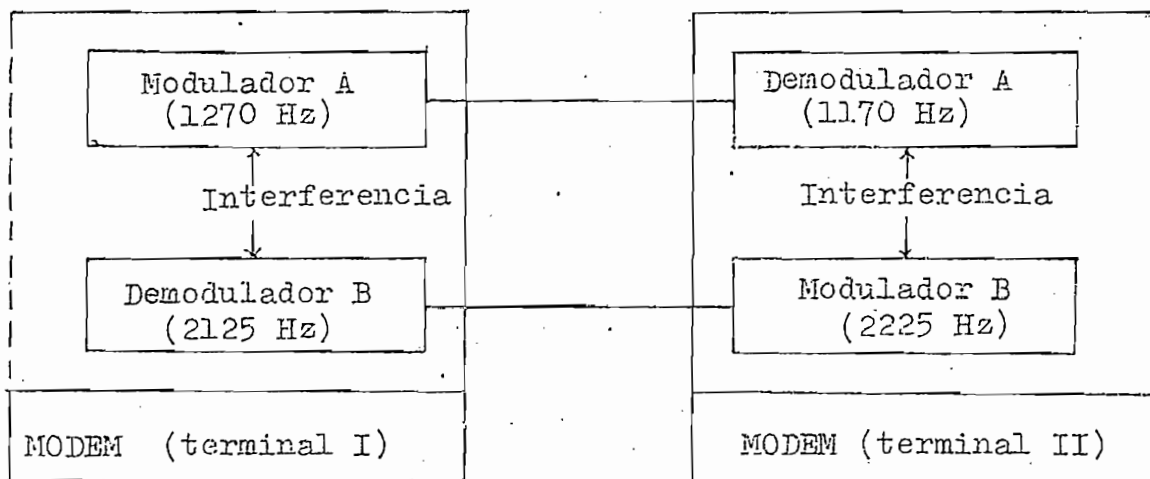 Modulador A
(1270 Hz)
Demodulador A
(1170 Hz)
Interferencia
Interferencia
Demodulador B
(2125 Hz)
Modulador B
(2225 Hz)
MODEM (terminal I)
MODEM (terminal II)